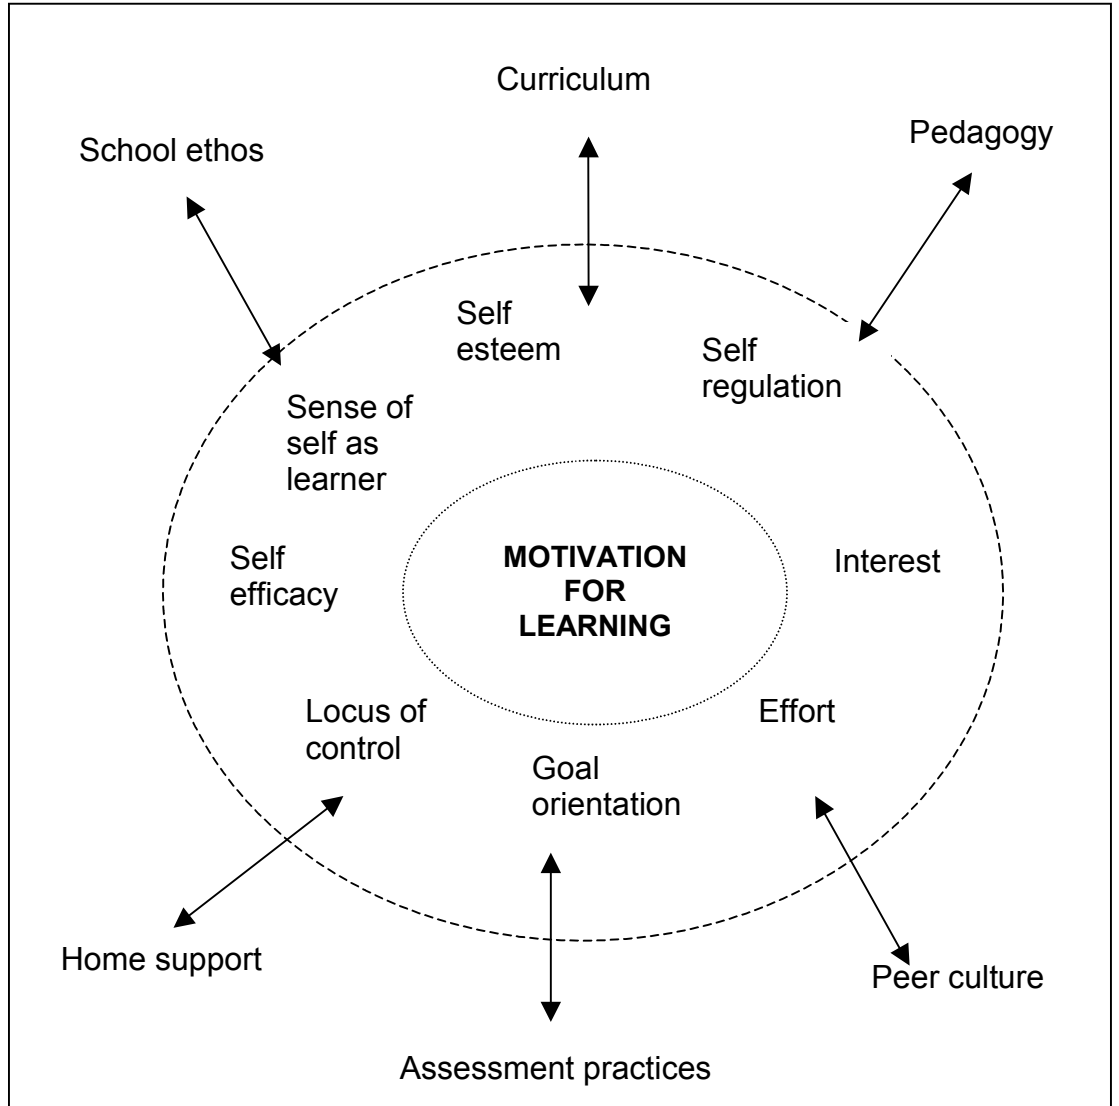 Curriculum
Pedagogy
School ethos
Self
esteem
Self
regulation
Sense of
self as
learner
Self
efficacy
MOTIVATION
FOR
LEARNING
Interest
Locus of
control
Effort
Goal
orientation
Home support
Peer culture
Assessment practices